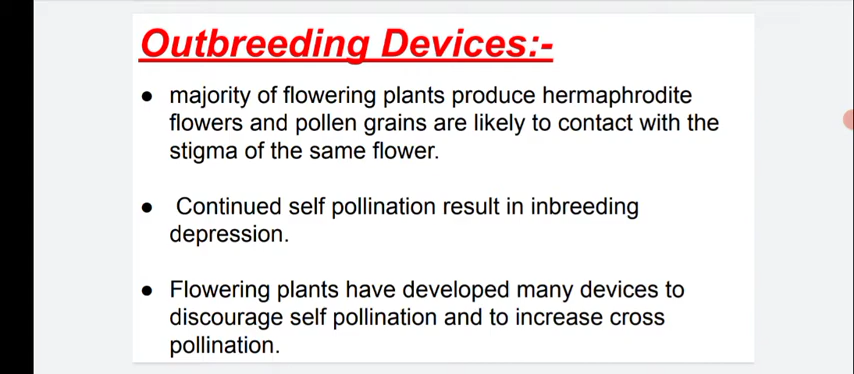 Outbreeding Devices:-
● majority of flowering plants produce hermaphrodite
flowers and pollen grains are likely to contact with the
stigma of the same flower.
● Continued self pollination result in inbreeding
depression.
● Flowering plants have developed many devices to
discourage self pollination and to increase cross
pollination.